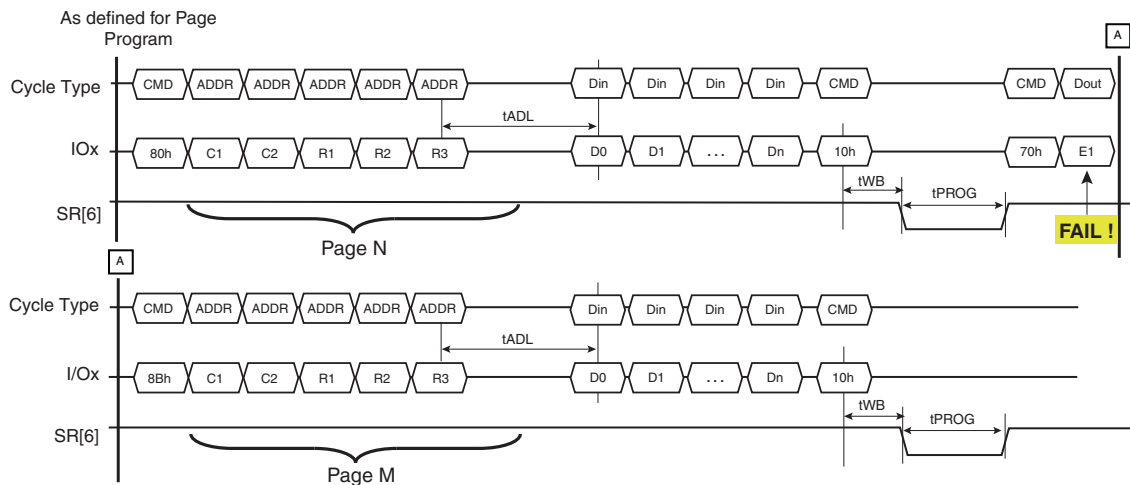 As defined for Page
Program
A
Cycle Type CMD ADDR ADDR ADDR ADDR ADDR Din Din Din Din CMD CMD Dout
tADL
IOx 80h C1 C2 R1 R2 R3 D0 D1 ... Dn 10h 70h E1
tWB tPROG
SR[6]
FAIL !
Page N
A
Cycle Type CMD ADDR ADDR ADDR ADDR ADDR Din Din Din Din CMD
tADL
I/Ox 8Bh C1 C2 R1 R2 R3 D0 D1 ... Dn 10h
tWB tPROG
SR[6]
Page M